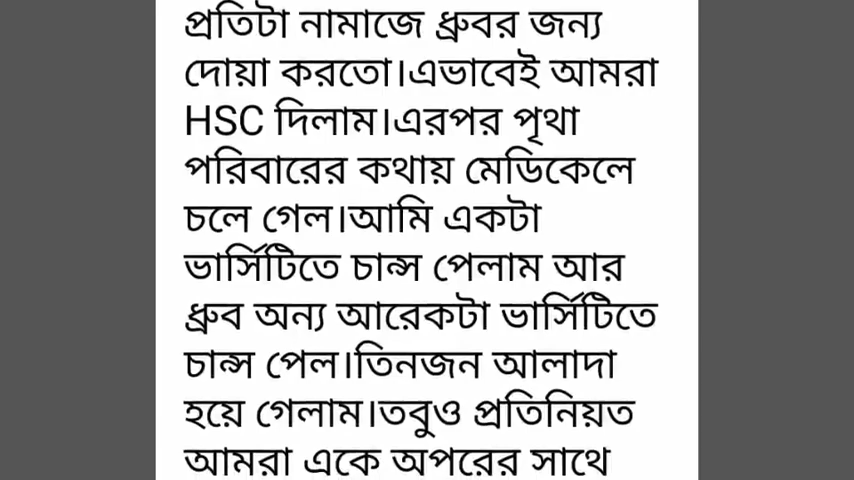 প্রতিটা নামাজে ধ্রুবর জন্য
দোয়া করতো।এভাবেই আমরা
HSC দিলাম।এরপর পৃথা
পরিবারের কথায় মেডিকেলে
চলে গেল।আমি একটা
ভার্সিটিতে চান্স পেলাম আর
ধ্রুব অন্য আরেকটা ভার্সিটিতে
চান্স পেল।তিনজন আলাদা
হয়ে গেলাম।তবুও প্রতিনিয়ত
আমরা একে অপরের সাথে